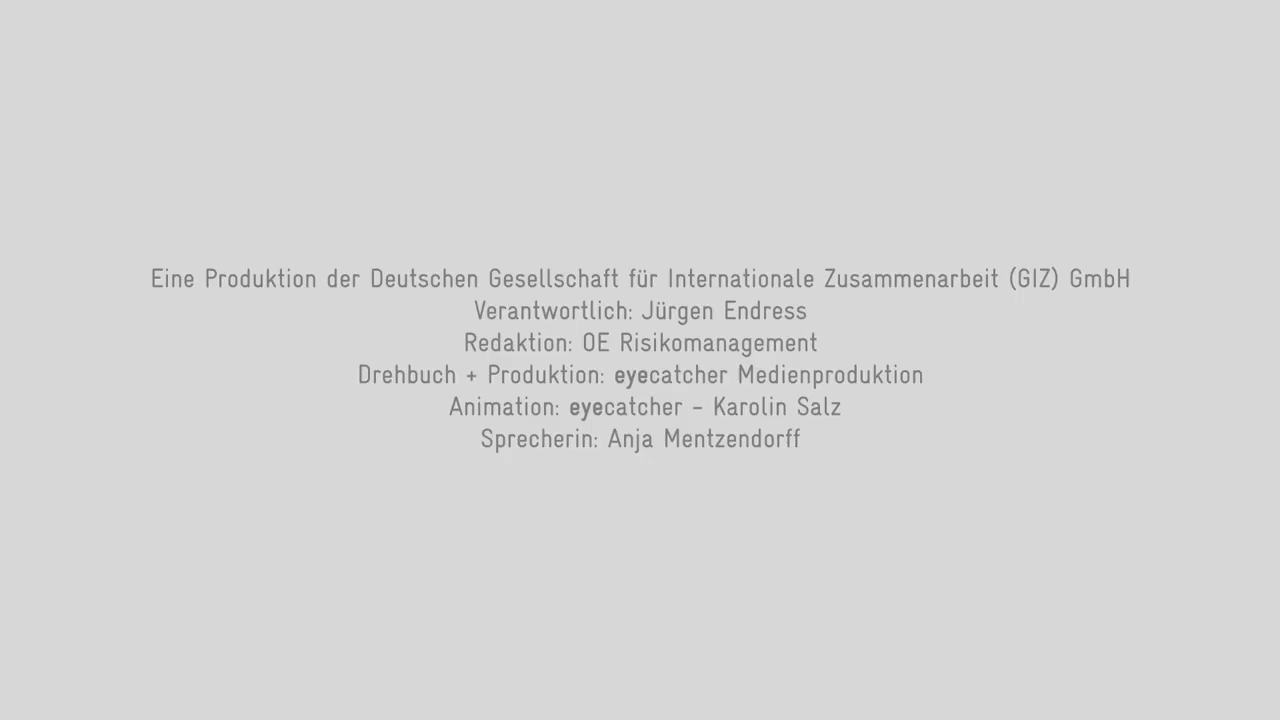 Eine Produktion der Deutschen Gesellschaft für Internationale Zusammenarbeit (GIZ) GmbH
Verantwortlich: Jürgen Endress
Redaktion: OE Risikomanagement
Drehbuch + Produktion: eyecatcher Medienproduktion
Animation: eyecatcher - Karolin Salz
Sprecherin: Anja Mentzendorff